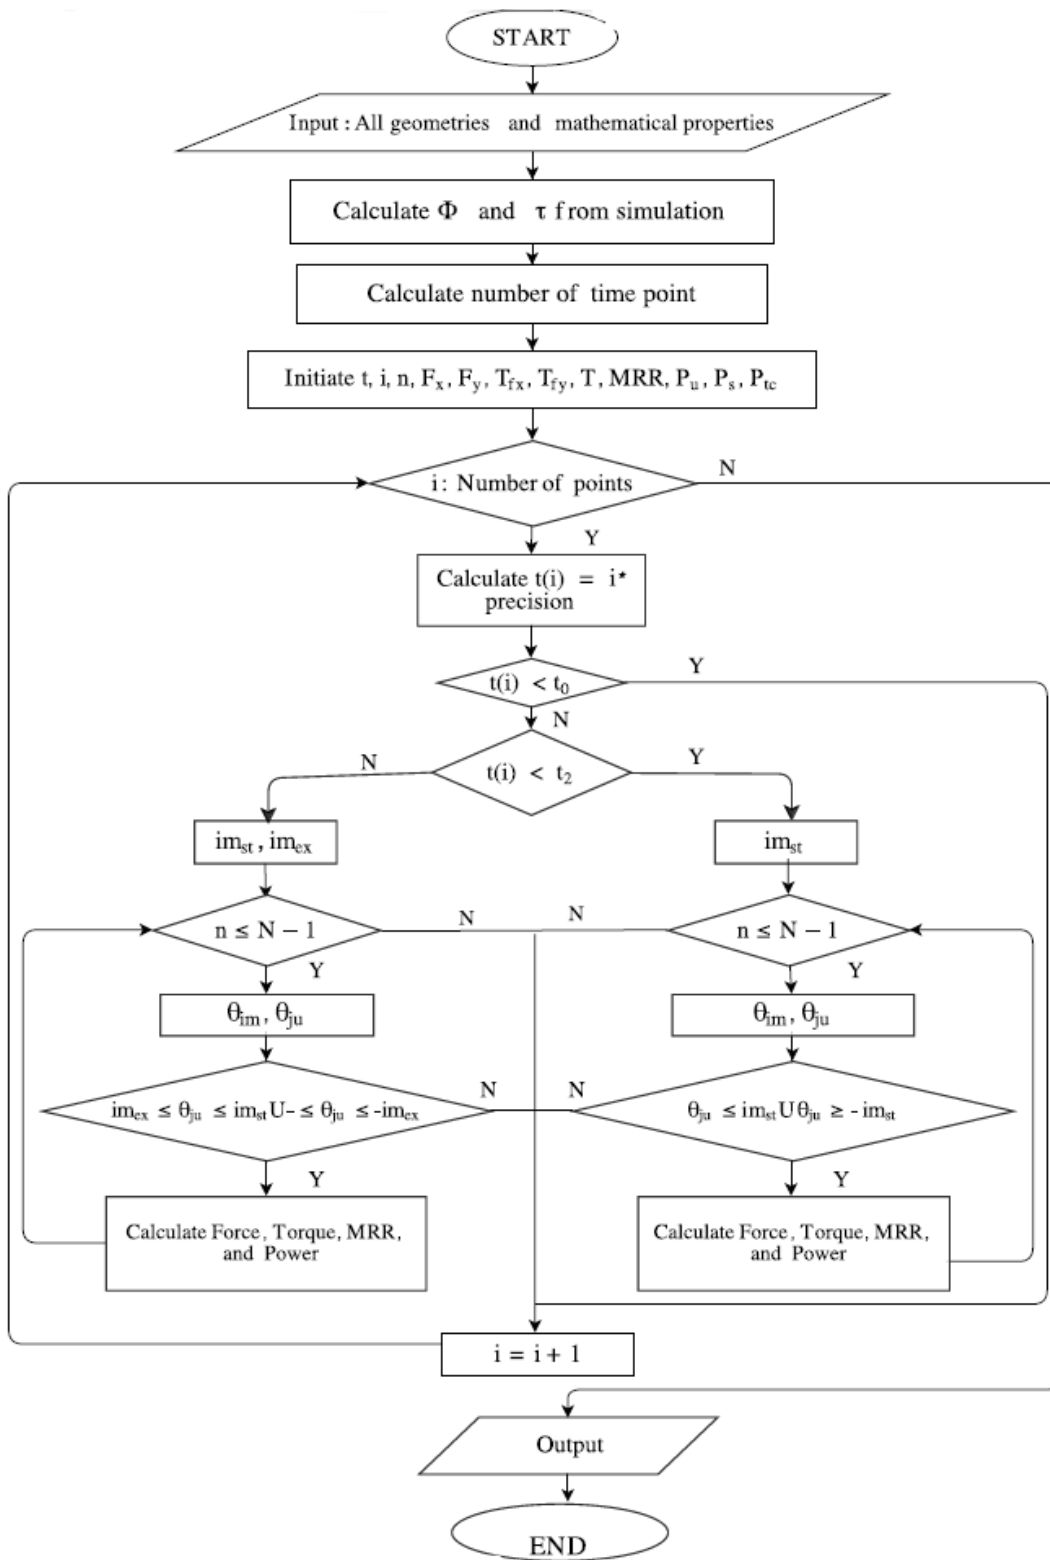 START
Input : All geometries and mathematical properties
Calculate Φ and τ from simulation
Calculate number of time point
Initiate t, i, n, Fx, Fy, Tfx, Tfy, T, MRR, Pu, Ps, Ptc
i: Number of points
N
Y
Calculate t(i) = i*
precision
t(i) < t0
Y
N
t(i) < t2
N
Y
imst, imex
imst
n ≤ N − 1
N
N
n ≤ N − 1
Y
Y
θim, θju
θim, θju
imex ≤ θju ≤ imst U - ≤ θju ≤ -imex
N
N
θju ≤ imst U θju ≥ - imst
Y
Y
Calculate Force, Torque, MRR,
and Power
Calculate Force, Torque, MRR,
and Power
i = i + 1
Output
END